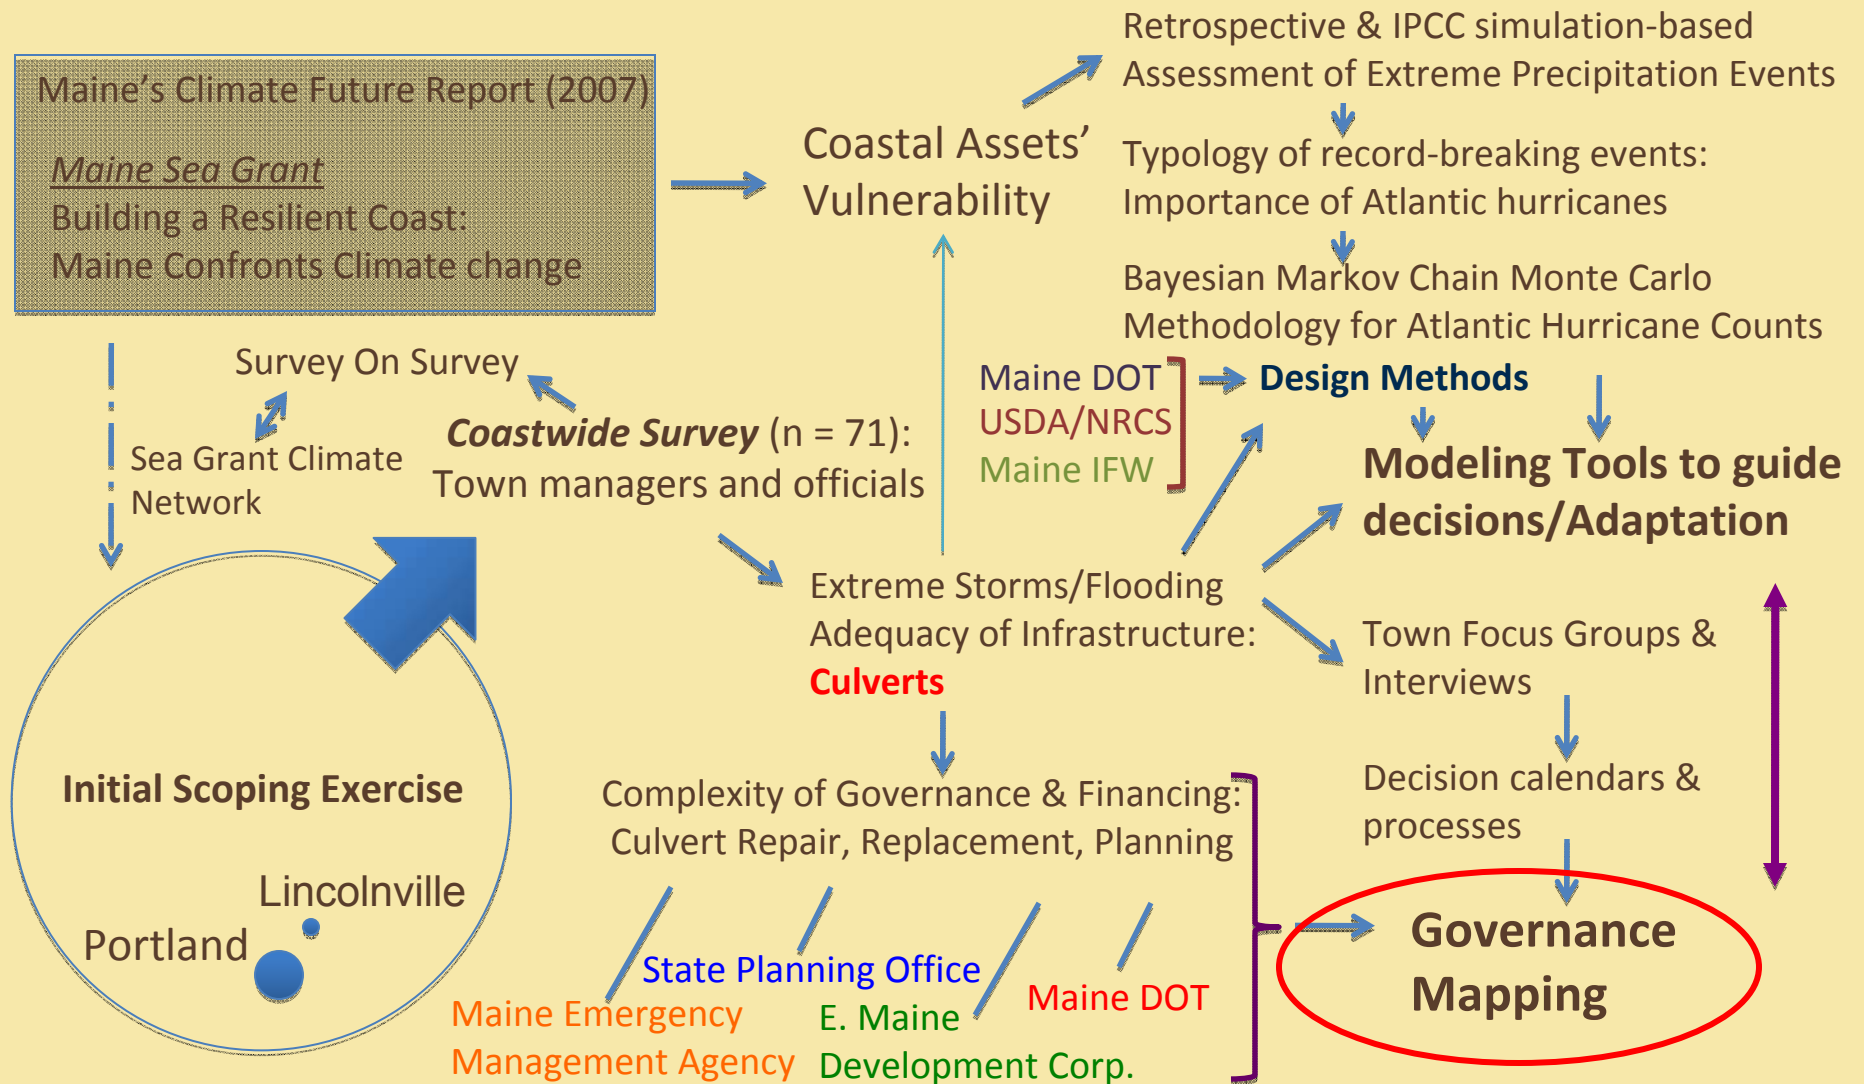 Maine's Climate Future Report (2007)
Maine Sea Grant
Building a Resilient Coast:
Maine Confronts Climate change
Coastal Assets'
Vulnerability
Retrospective & IPCC simulation-based
Assessment of Extreme Precipitation Events
Typology of record-breaking events:
Importance of Atlantic hurricanes
Bayesian Markov Chain Monte Carlo
Methodology for Atlantic Hurricane Counts
Survey On Survey
Sea Grant Climate
Network
Coastwide Survey (n = 71):
Town managers and officials
Maine DOT
USDA/NRCS
Maine IFW
Design Methods
Modeling Tools to guide
decisions/Adaptation
Extreme Storms/Flooding
Adequacy of Infrastructure:
Culverts
Town Focus Groups &
Interviews
Decision calendars &
processes
Initial Scoping Exercise
Lincolnville
Portland
Complexity of Governance & Financing:
Culvert Repair, Replacement, Planning
State Planning Office
Maine Emergency
Management Agency
E. Maine
Development Corp.
Maine DOT
Governance
Mapping